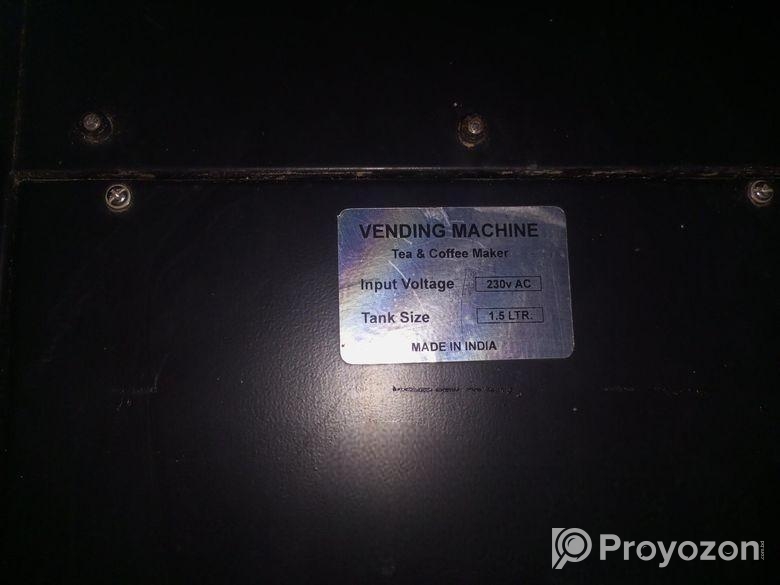 VENDING MACHINE
Tea & Coffee Maker
Input Voltage 230v AC
Tank Size 1.5 LTR.
MADE IN INDIA
Proyozon